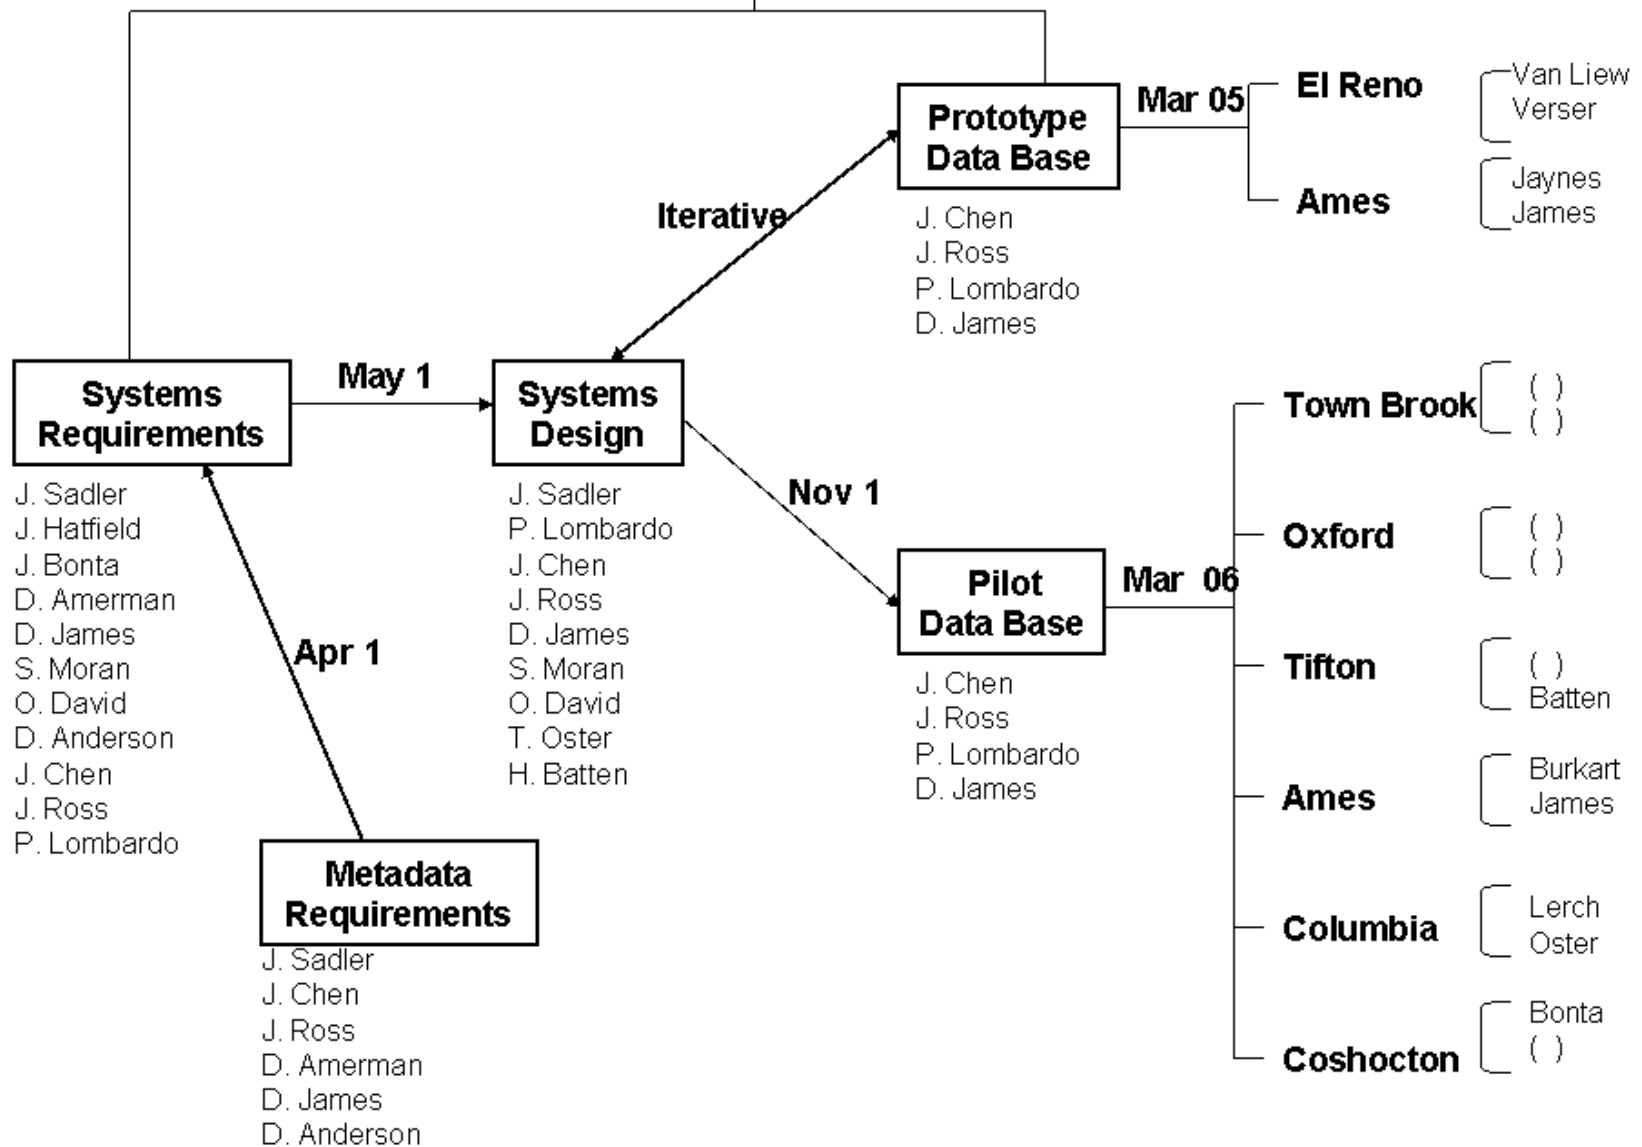 Prototype
Data Base
J. Chen
J. Ross
P. Lombardo
D. James
Mar 05
El Reno
Van Liew
Verser
Ames
Jaynes
James
Iterative
Systems
Requirements
J. Sadler
J. Hatfield
J. Bonta
D. Amerman
D. James
S. Moran
O. David
D. Anderson
J. Chen
J. Ross
P. Lombardo
May 1
Systems
Design
J. Sadler
P. Lombardo
J. Chen
J. Ross
D. James
S. Moran
O. David
T. Oster
H. Batten
Apr 1
Metadata
Requirements
J. Sadler
J. Chen
J. Ross
D. Amerman
D. James
D. Anderson
Nov 1
Pilot
Data Base
J. Chen
J. Ross
P. Lombardo
D. James
Mar 06
Town Brook
( )
( )
Oxford
( )
( )
Tifton
( )
Batten
Ames
Burkart
James
Columbia
Lerch
Oster
Coshocton
Bonta
( )